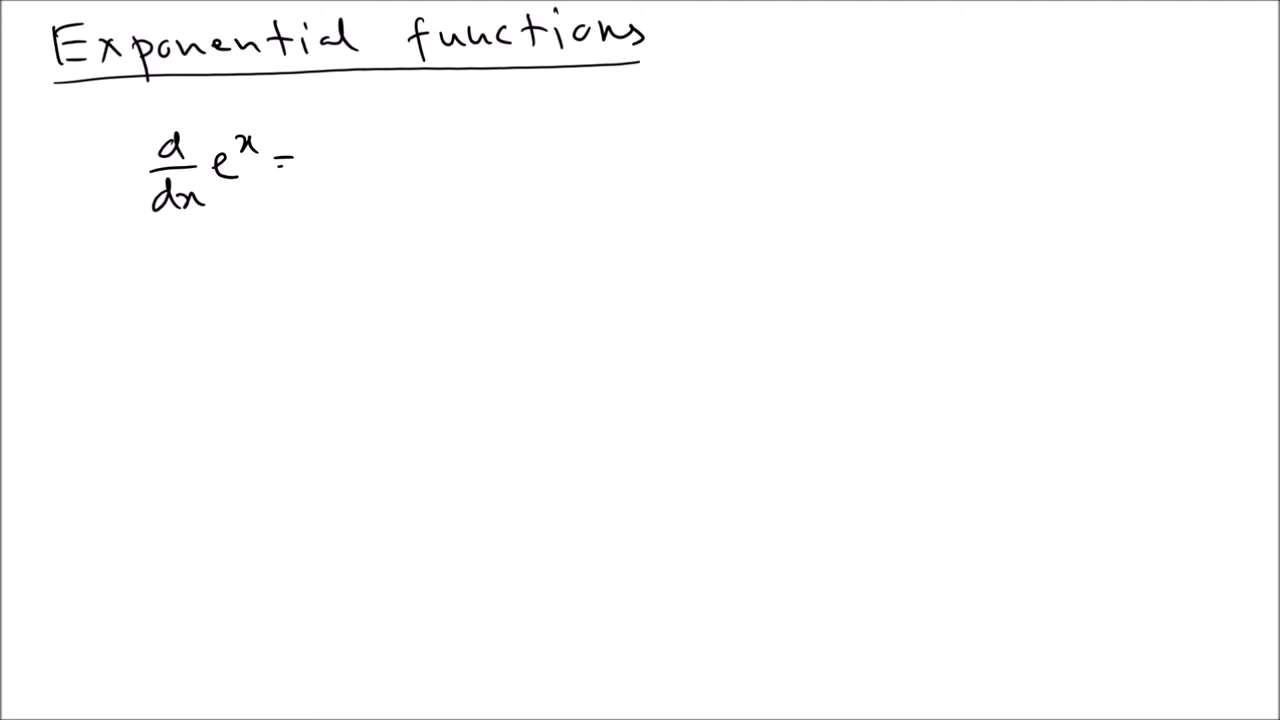 Exponential functions
d/dx e^x =